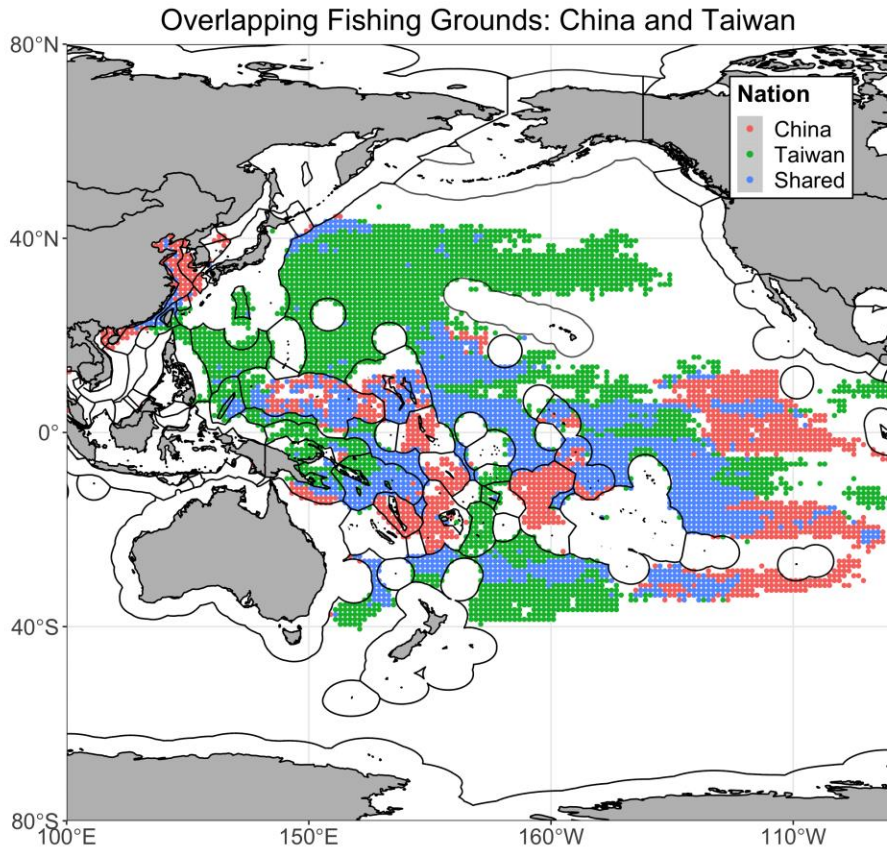 Overlapping Fishing Grounds: China and Taiwan
80°N
Nation
China
Taiwan
Shared
40°N
0°
40°S
80°S
100°E
150°E
160°W
110°W